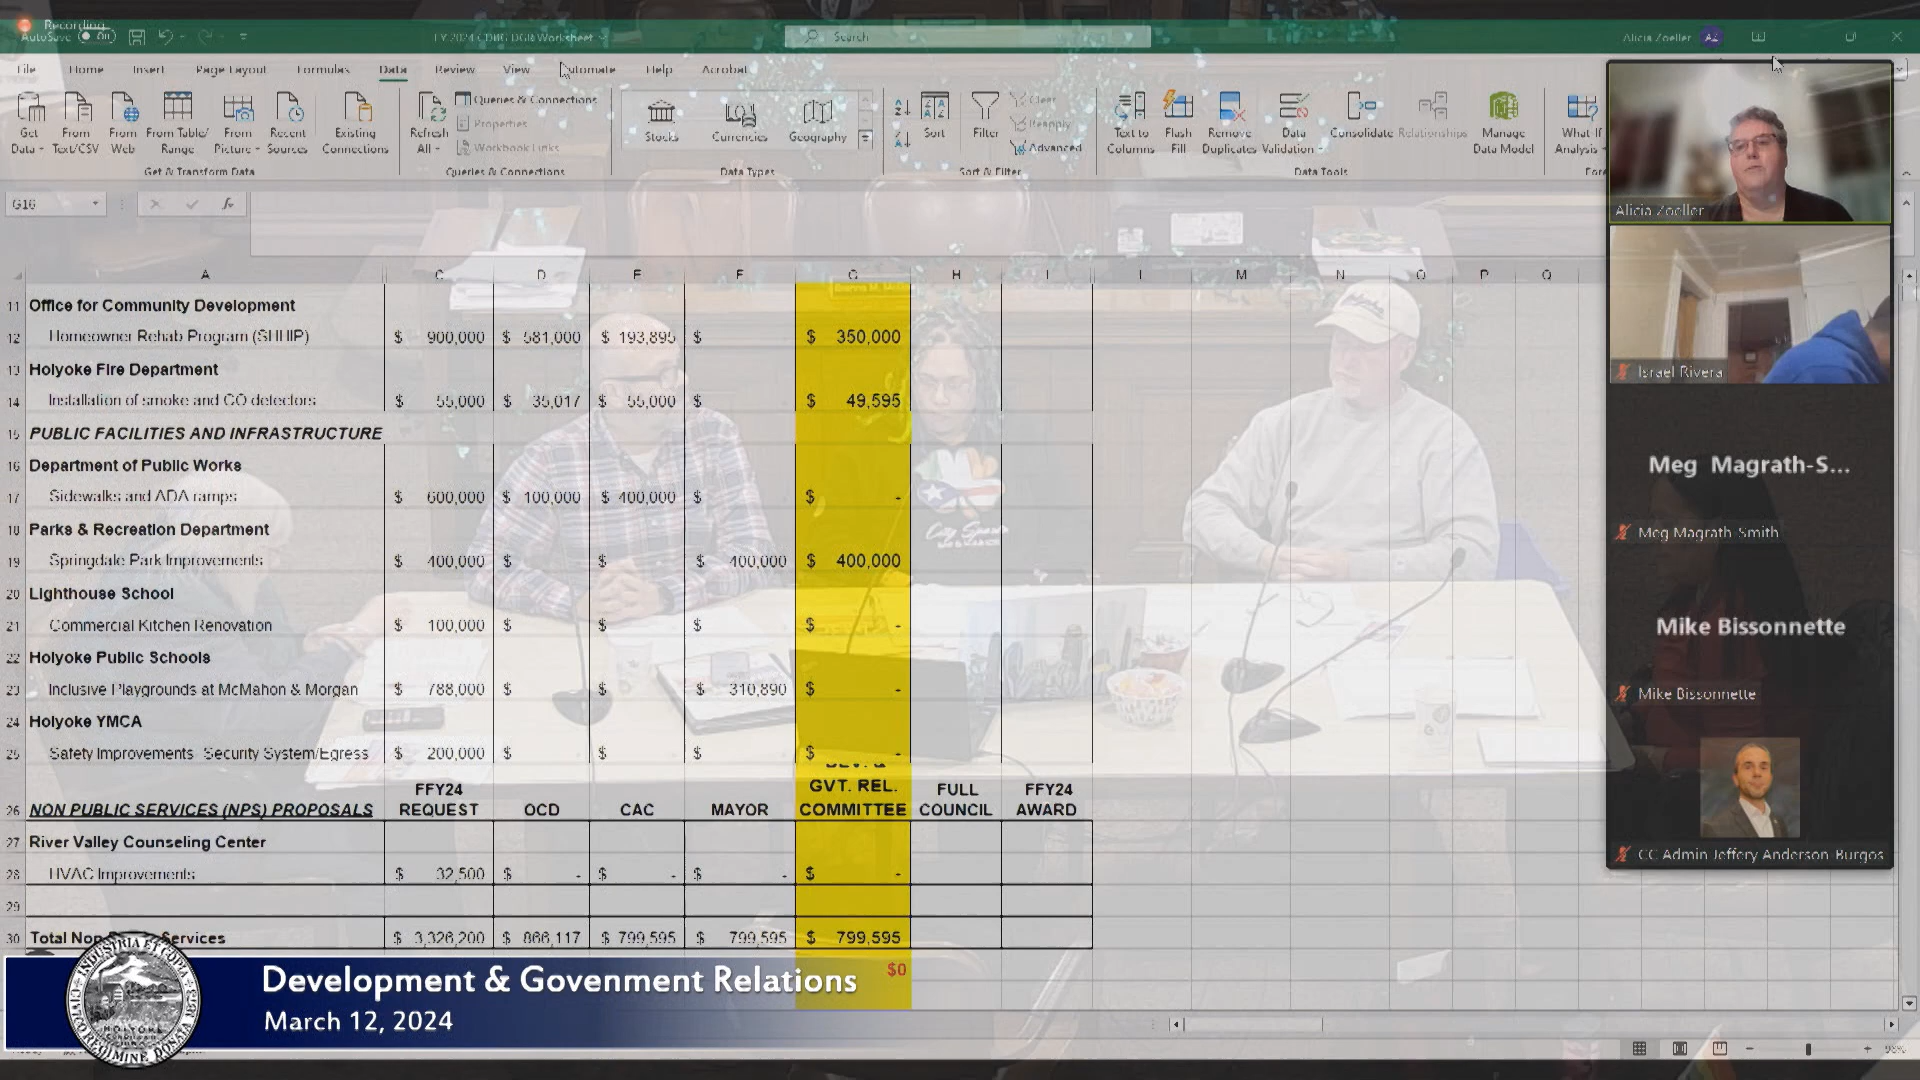 Recording
AutoSave Off FY 2024 CDBG DGR Worksheet Search Alicia Zoeller AZ
File Home Insert Page Layout Formulas Data Review View Automate Help Acrobat
Get Data From Text/CSV From Web From Table/ Range From Picture Recent Sources Existing Connections Refresh All Queries & Connections Properties Workbook Links Stocks Currencies Geography Sort Filter Clear Reapply Advanced Text to Columns Flash Fill Remove Duplicates Data Validation Consolidate Relationships Manage Data Model What-If Analysis
Get & Transform Data Queries & Connections Data Types Sort & Filter Data Tools Fore
G16 fx
A C D E F G H I L M N O P Q
11 Office for Community Development
12 Homeowner Rehab Program (SHHIP) $ 900,000 $ 581,000 $ 193,895 $ $ 350,000
13 Holyoke Fire Department
14 Installation of smoke and CO detectors $ 55,000 $ 35,017 $ 55,000 $ $ 49,595
15 PUBLIC FACILITIES AND INFRASTRUCTURE
16 Department of Public Works
17 Sidewalks and ADA ramps $ 600,000 $ 100,000 $ 400,000 $ $ -
18 Parks & Recreation Department
19 Springdale Park Improvements $ 400,000 $ $ $ 400,000 $ 400,000
20 Lighthouse School
21 Commercial Kitchen Renovation $ 100,000 $ $ $ $ -
22 Holyoke Public Schools
23 Inclusive Playgrounds at McMahon & Morgan $ 788,000 $ $ $ 310,890 $ -
24 Holyoke YMCA
25 Safety Improvements Security System/Egress $ 200,000 $ $ $ $ -
26 NON PUBLIC SERVICES (NPS) PROPOSALS FFY24 REQUEST OCD CAC MAYOR DEV. & GVT. REL. COMMITTEE FULL COUNCIL FFY24 AWARD
27 River Valley Counseling Center
28 HVAC Improvements $ 32,500 $ - $ - $ - $ -
29
30 Total Non Services $ 3,326,200 $ 866,117 $ 799,595 $ 799,595 $ 799,595
$0
Alicia Zoeller
Israel Rivera
Meg Magrath-S...
Meg Magrath-Smith
Mike Bissonnette
Mike Bissonnette
CC Admin Jeffery Anderson-Burgos
City Sports
Development & Govenment Relations
March 12, 2024
98%